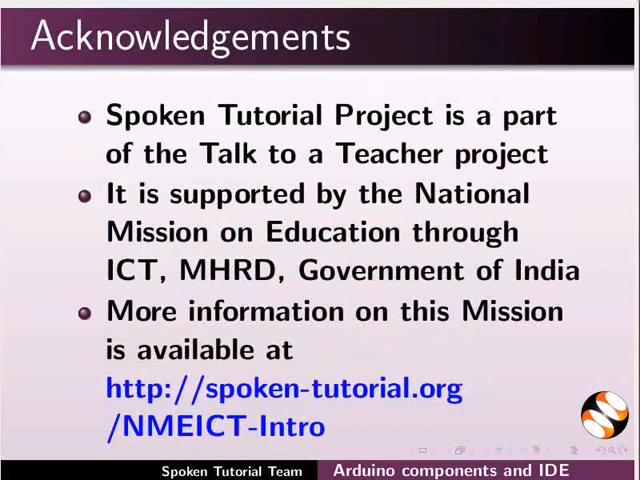 Acknowledgements
Spoken Tutorial Project is a part
of the Talk to a Teacher project
It is supported by the National
Mission on Education through
ICT, MHRD, Government of India
More information on this Mission
is available at
http://spoken-tutorial.org
/NMEICT-Intro
Spoken Tutorial Team
Arduino components and IDE